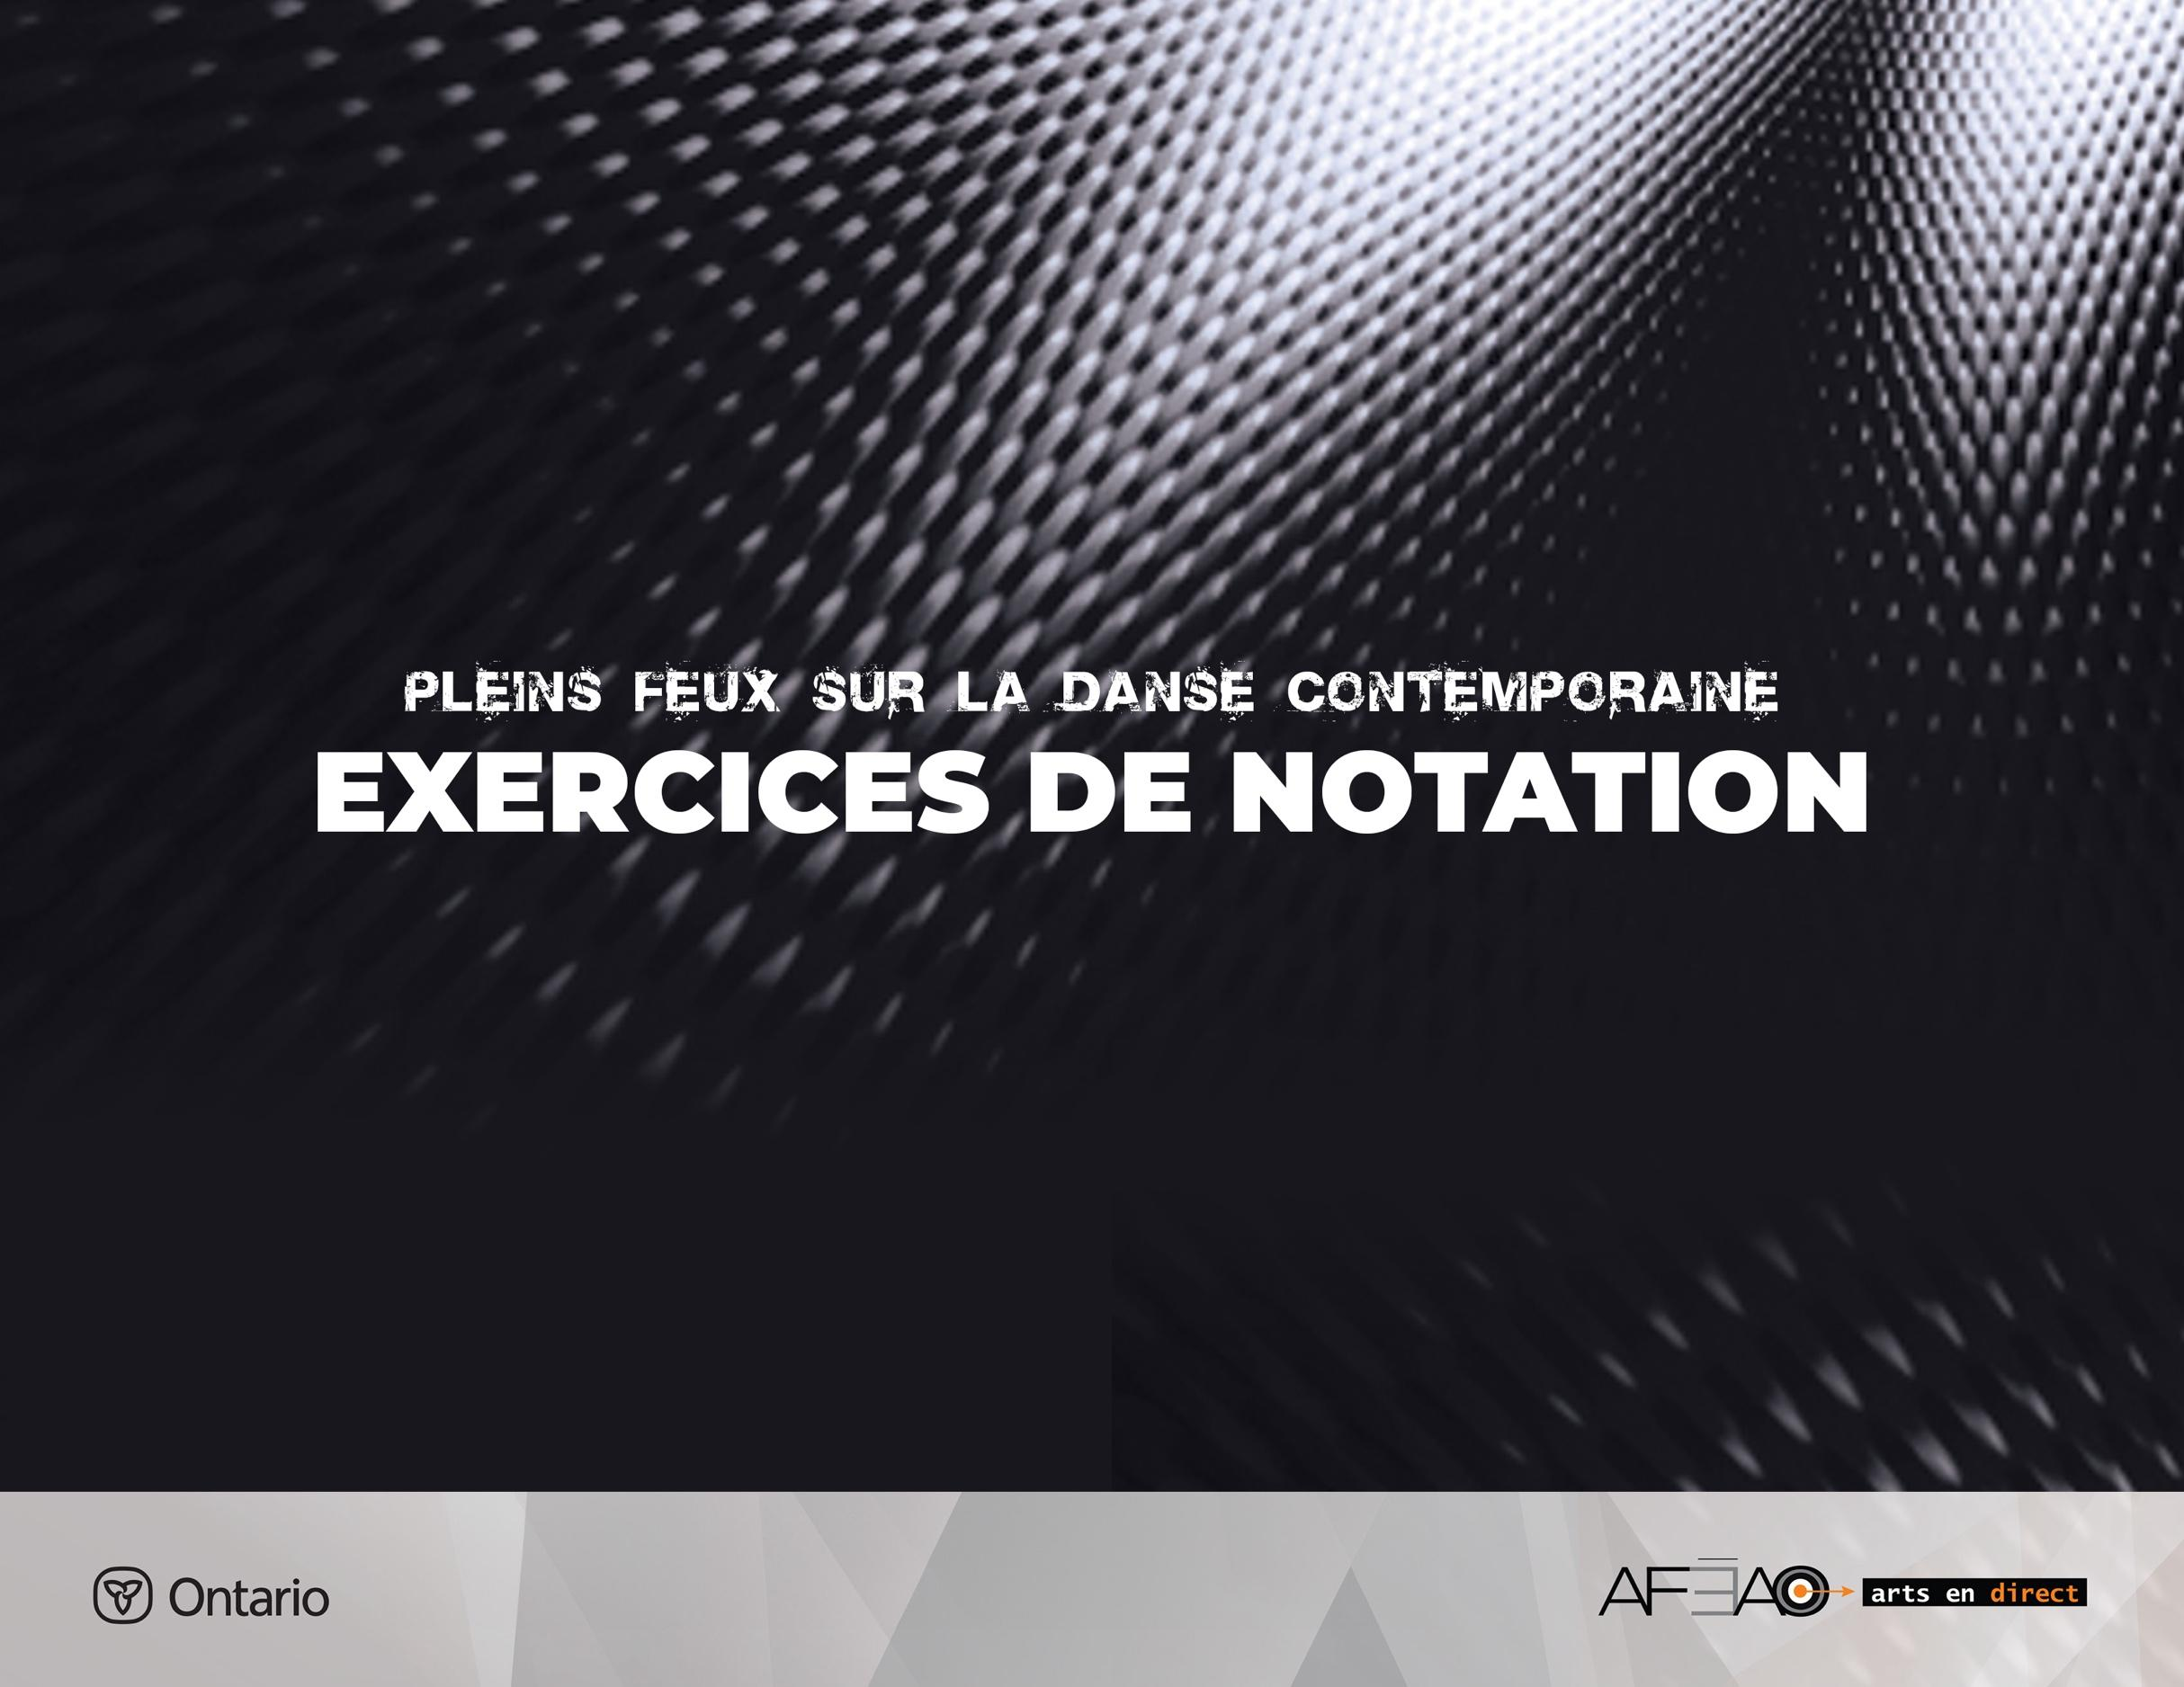 PLEINS FEUX SUR LA DANSE CONTEMPORAINE
EXERCICES DE NOTATION
Ontario
AFÉAO
arts en direct